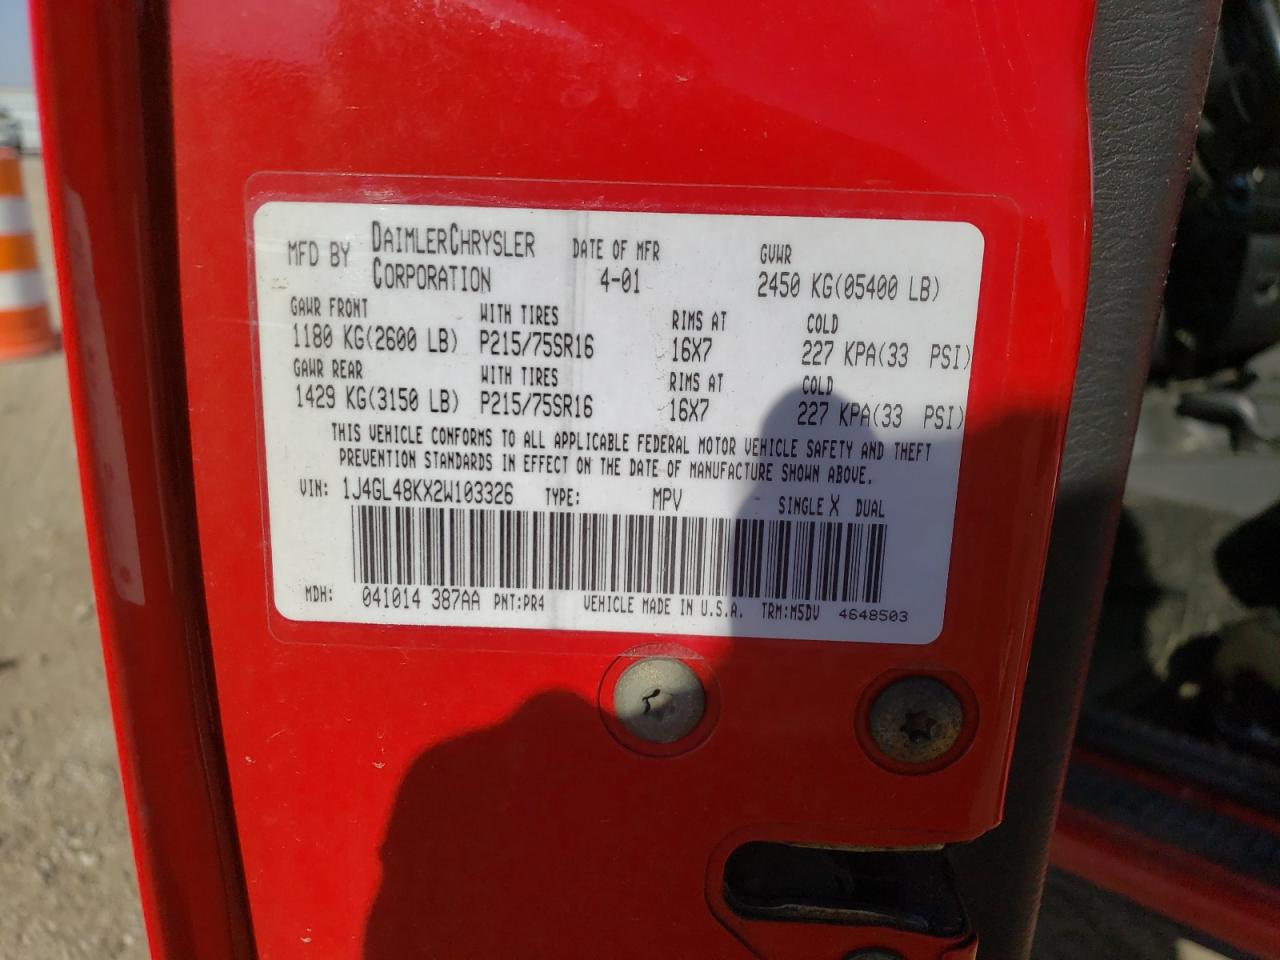 MFD BY DAIMLERCHRYSLER CORPORATION DATE OF MFR 4-01 GVWR 2450 KG(05400 LB)
GAWR FRONT WITH TIRES RIMS AT COLD
1180 KG(2600 LB) P215/75SR16 16X7 227 KPA(33 PSI)
GAWR REAR WITH TIRES RIMS AT COLD
1429 KG(3150 LB) P215/75SR16 16X7 227 KPA(33 PSI)
THIS VEHICLE CONFORMS TO ALL APPLICABLE FEDERAL MOTOR VEHICLE SAFETY AND THEFT
PREVENTION STANDARDS IN EFFECT ON THE DATE OF MANUFACTURE SHOWN ABOVE.
VIN: 1J4GL48KX2W103326 TYPE: MPV SINGLE X DUAL
MDH: 041014 387AA PNT:PR4 VEHICLE MADE IN U.S.A. TRM:M5DV 4648503